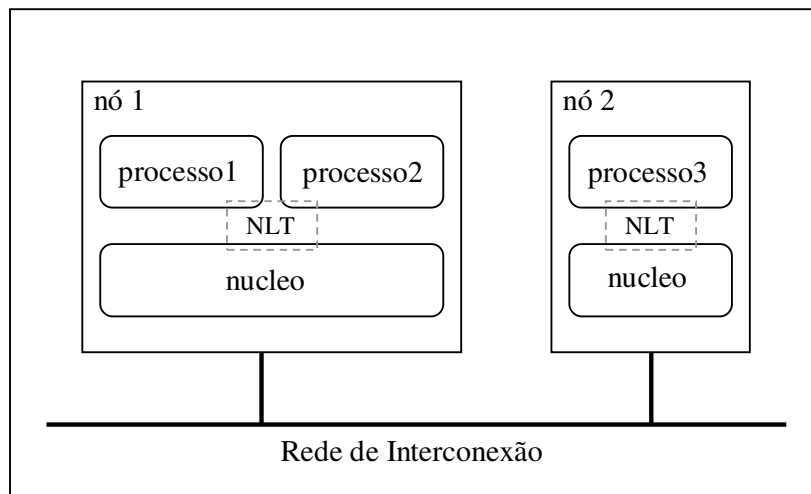 nó 1
processo1
processo2
NLT
nucleo
nó 2
processo3
NLT
nucleo
Rede de Interconexão